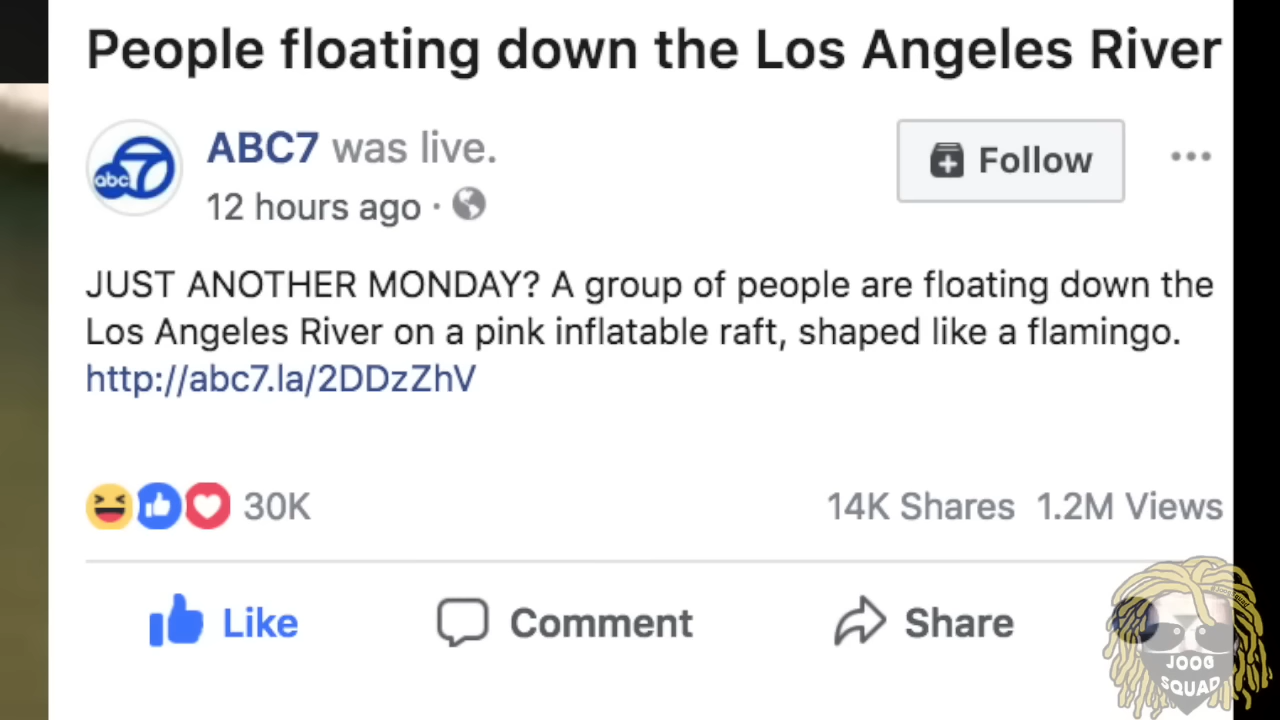 People floating down the Los Angeles River
abc7
ABC7 was live.
12 hours ago ·
Follow
JUST ANOTHER MONDAY? A group of people are floating down the
Los Angeles River on a pink inflatable raft, shaped like a flamingo.
http://abc7.la/2DDzZhV
30K
14K Shares 1.2M Views
Like
Comment
Share
JOOG
SQUAD